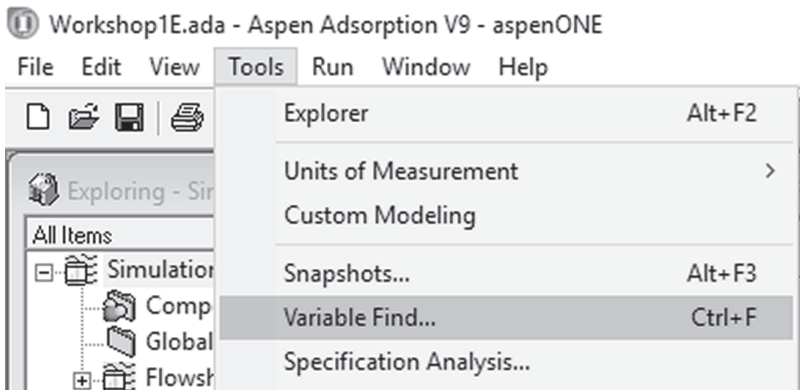 Workshop1E.ada - Aspen Adsorption V9 - aspenONE
File Edit View Tools Run Window Help
Explorer Alt+F2
Units of Measurement >
Custom Modeling
Exploring - Sir
All Items
Simulation
Snapshots... Alt+F3
Comp
Variable Find... Ctrl+F
Global
Specification Analysis...
Flowsh